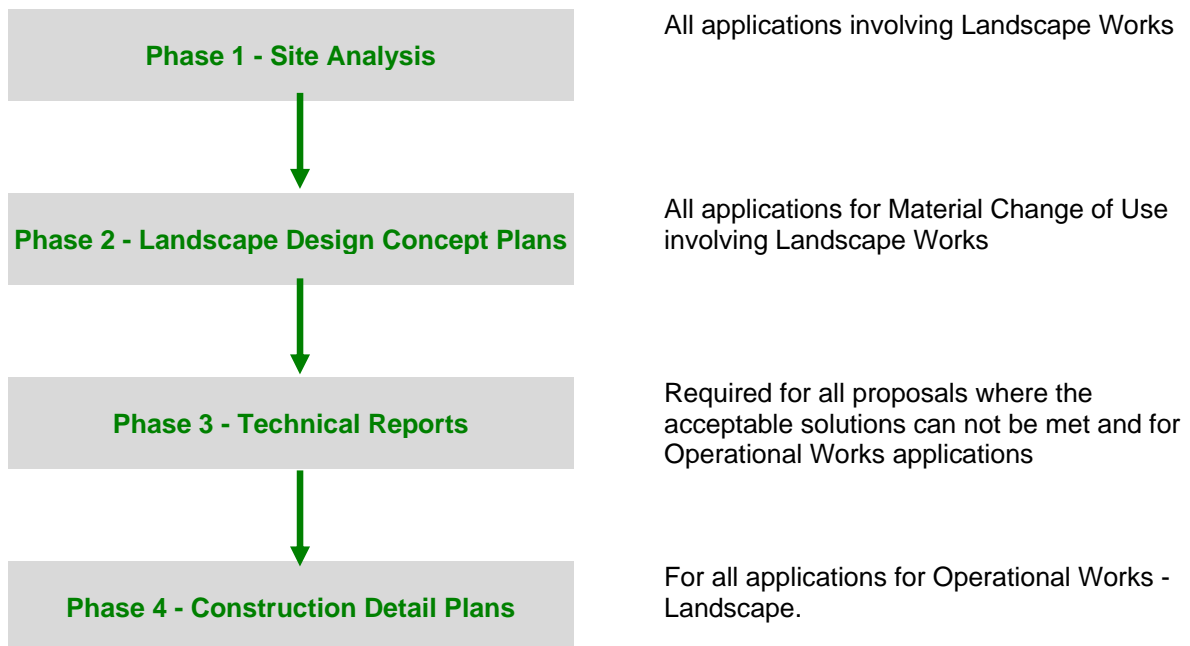 Phase 1 - Site Analysis
All applications involving Landscape Works
Phase 2 - Landscape Design Concept Plans
All applications for Material Change of Use
involving Landscape Works
Phase 3 - Technical Reports
Required for all proposals where the
acceptable solutions can not be met and for
Operational Works applications
Phase 4 - Construction Detail Plans
For all applications for Operational Works -
Landscape.